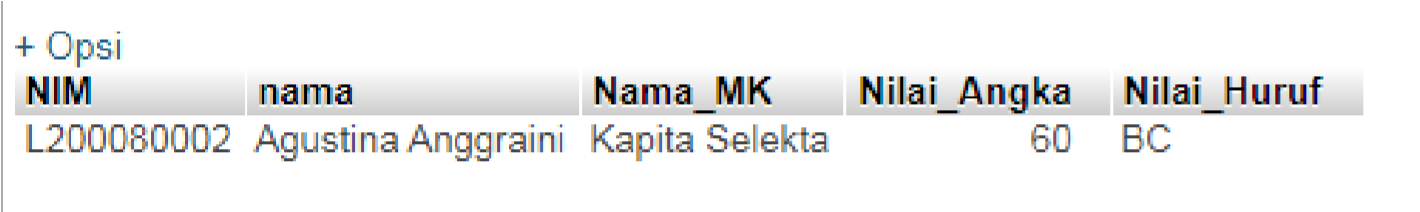 + Opsi
NIM nama Nama_MK Nilai_Angka Nilai_Huruf
L200080002 Agustina Anggraini Kapita Selekta 60 BC